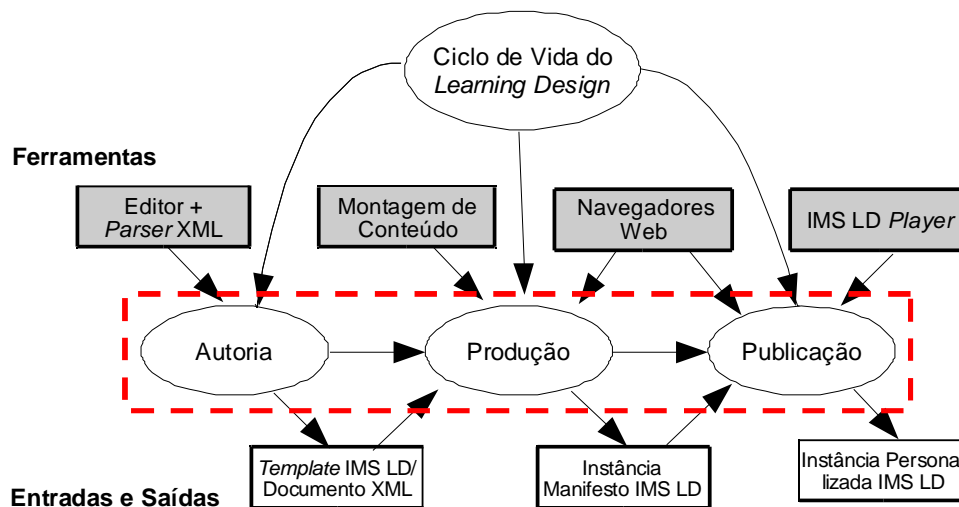 Ciclo de Vida do
Learning Design
Ferramentas
Editor +
Parser XML
Montagem de
Conteúdo
Navegadores
Web
IMS LD Player
Autoria
Produção
Publicação
Template IMS LD/
Documento XML
Instância
Manifesto IMS LD
Instância Persona
lizada IMS LD
Entradas e Saídas